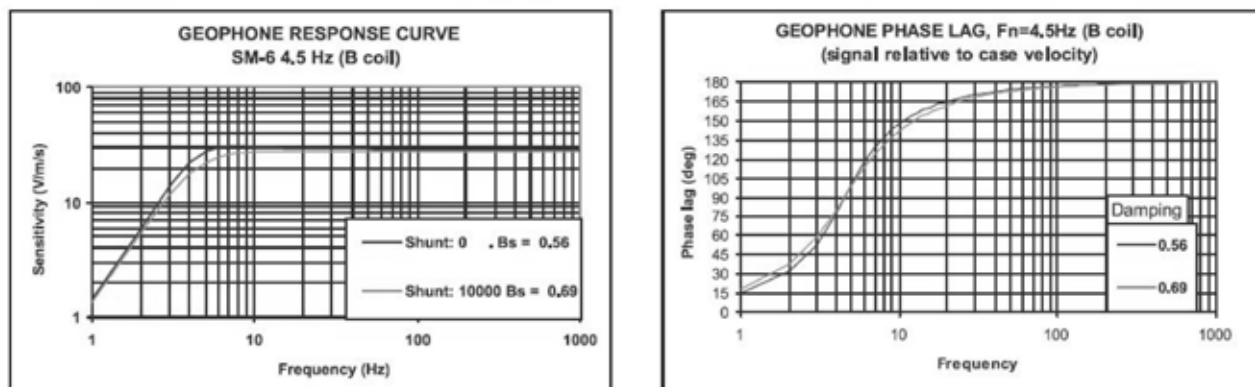 GEOPHONE RESPONSE CURVE
SM-6 4.5 Hz (B coil)
100
10
1
Sensitivity (V/m/s)
Shunt: 0 . Bs = 0.56
Shunt: 10000 Bs = 0.69
1 10 100 1000
Frequency (Hz)
GEOPHONE PHASE LAG, Fn=4.5Hz (B coil)
(signal relative to case velocity)
180
165
150
135
120
105
90
75
60
45
30
15
0
Phase lag (deg)
Damping
0.56
0.69
1 10 100 1000
Frequency